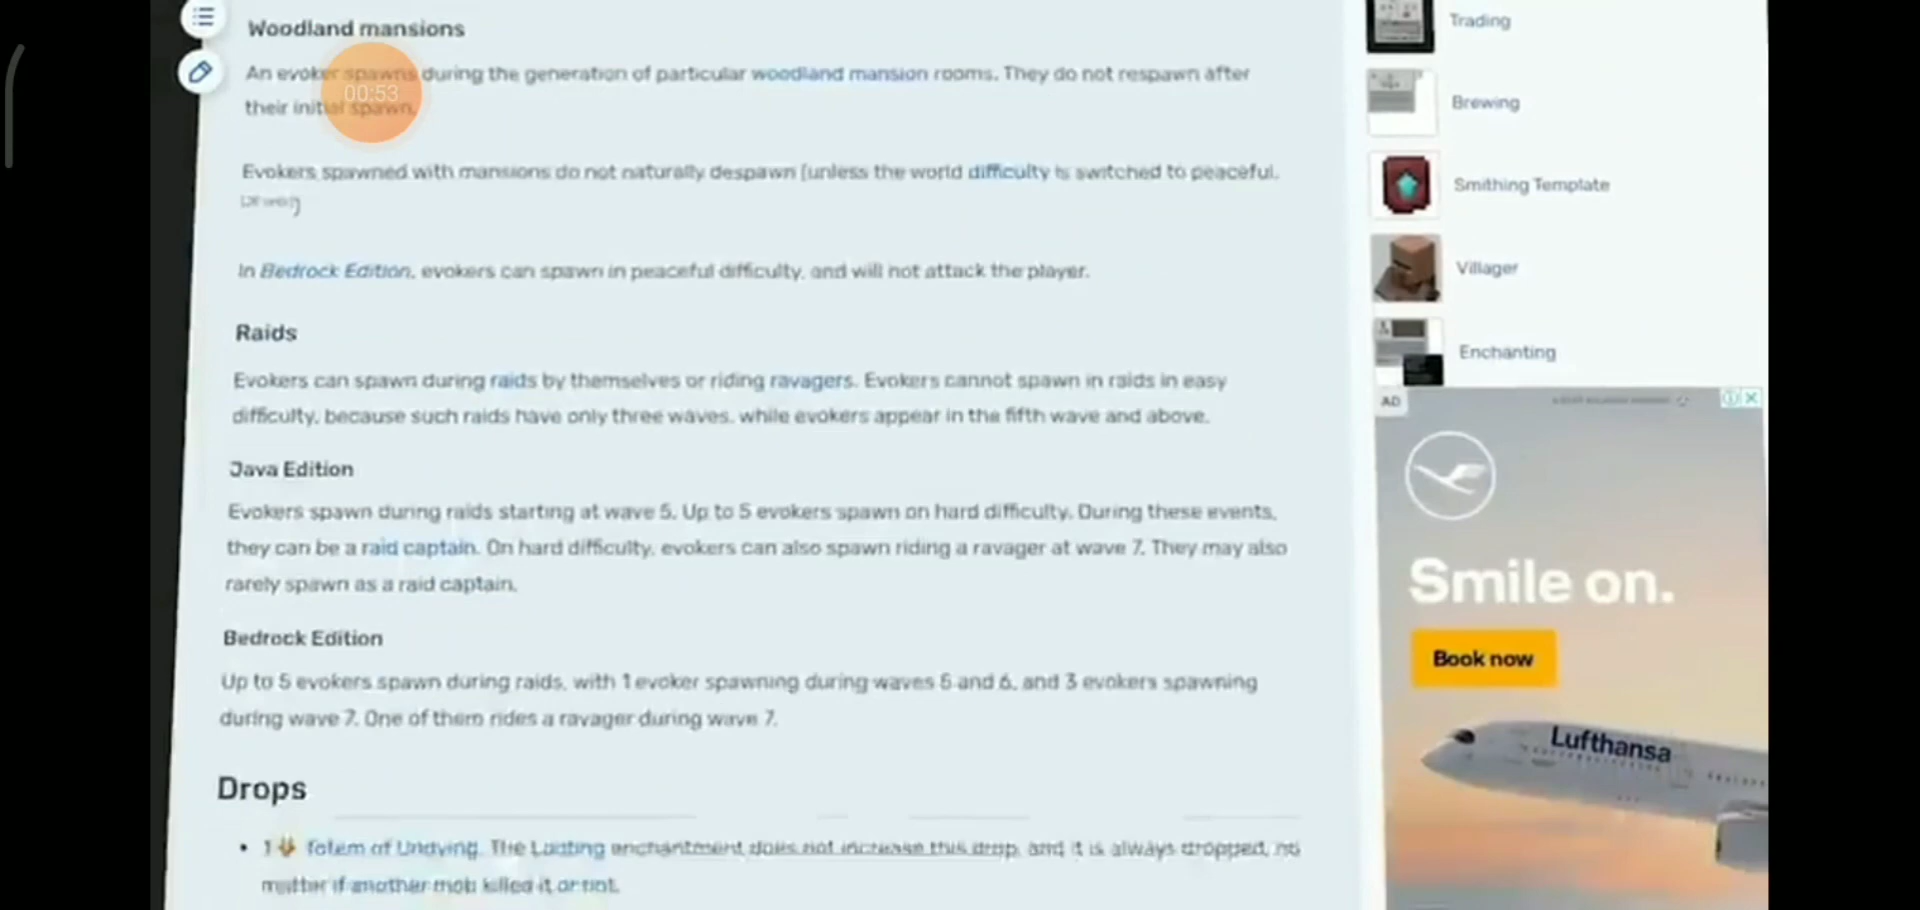 Woodland mansions
An evoker spawns during the generation of particular woodland mansion rooms. They do not respawn after
00:53
their initial spawn.
Evokers spawned with mansions do not naturally despawn (unless the world difficulty is switched to peaceful.
In Bedrock Edition, evokers can spawn in peaceful difficulty, and will not attack the player.
Raids
Evokers can spawn during raids by themselves or riding ravagers. Evokers cannot spawn in raids in easy
difficulty, because such raids have only three waves, while evokers appear in the fifth wave and above.
Java Edition
Evokers spawn during raids starting at wave 5. Up to 5 evokers spawn on hard difficulty. During these events,
they can be a raid captain. On hard difficulty, evokers can also spawn riding a ravager at wave 7. They may also
rarely spawn as a raid captain.
Bedrock Edition
Up to 5 evokers spawn during raids, with 1 evoker spawning during waves 5 and 6, and 3 evokers spawning
during wave 7. One of them rides a ravager during wave 7.
Drops
• 1 Totem of Undying. The Looting enchantment does not increase this drop, and it is always dropped, no
matter if another mob killed it or not.
Trading
Brewing
Smithing Template
Villager
Enchanting
AD
Smile on.
Book now
Lufthansa